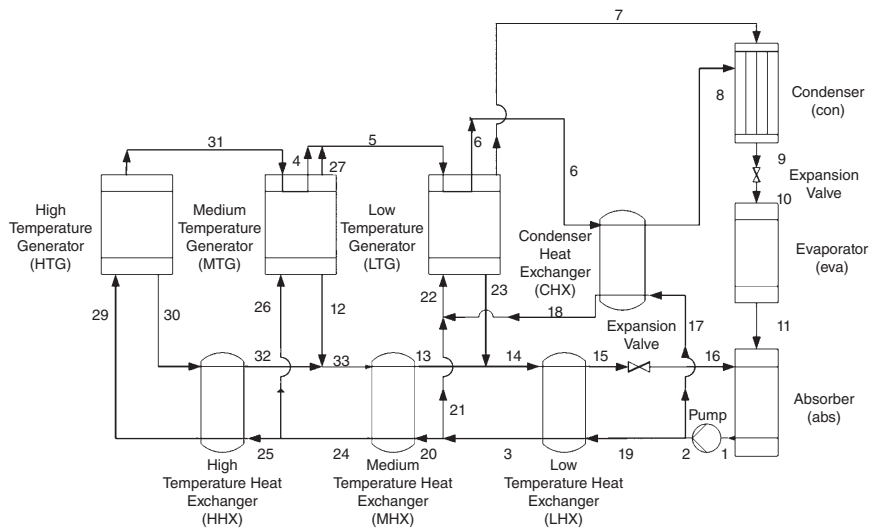 7
8
Condenser
(con)
9
Expansion
Valve
10
31
4
27
5
6
6
High
Temperature
Generator
(HTG)
Medium
Temperature
Generator
(MTG)
Low
Temperature
Generator
(LTG)
Condenser
Heat
Exchanger
(CHX)
Evaporator
(eva)
29
30
26
12
22
23
18
17
11
Expansion
Valve
32
33
13
14
15
16
21
Pump
Absorber
(abs)
25
24
20
3
19
2
1
High
Temperature Heat
Exchanger
(HHX)
Medium
Temperature Heat
Exchanger
(MHX)
Low
Temperature Heat
Exchanger
(LHX)